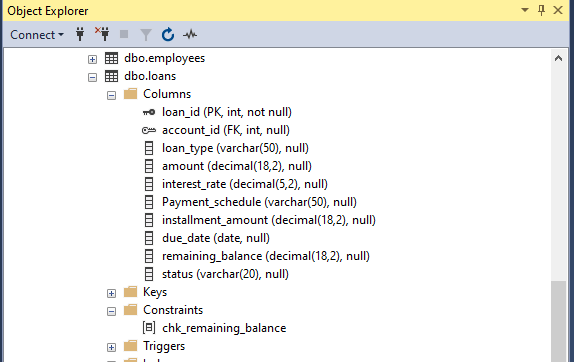 Object Explorer
Connect
dbo.employees
dbo.loans
Columns
loan_id (PK, int, not null)
account_id (FK, int, null)
loan_type (varchar(50), null)
amount (decimal(18,2), null)
interest_rate (decimal(5,2), null)
Payment_schedule (varchar(50), null)
installment_amount (decimal(18,2), null)
due_date (date, null)
remaining_balance (decimal(18,2), null)
status (varchar(20), null)
Keys
Constraints
chk_remaining_balance
Triggers